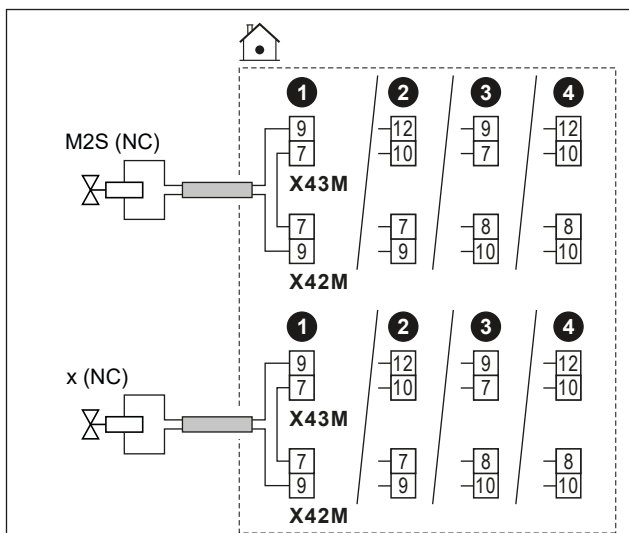 1 2 3 4
9 12 9 12
M2S (NC)
7 10 7 10
X43M
7 7 8 8
9 9 10 10
X42M
1 2 3 4
9 12 9 12
x (NC)
7 10 7 10
X43M
7 7 8 8
9 9 10 10
X42M